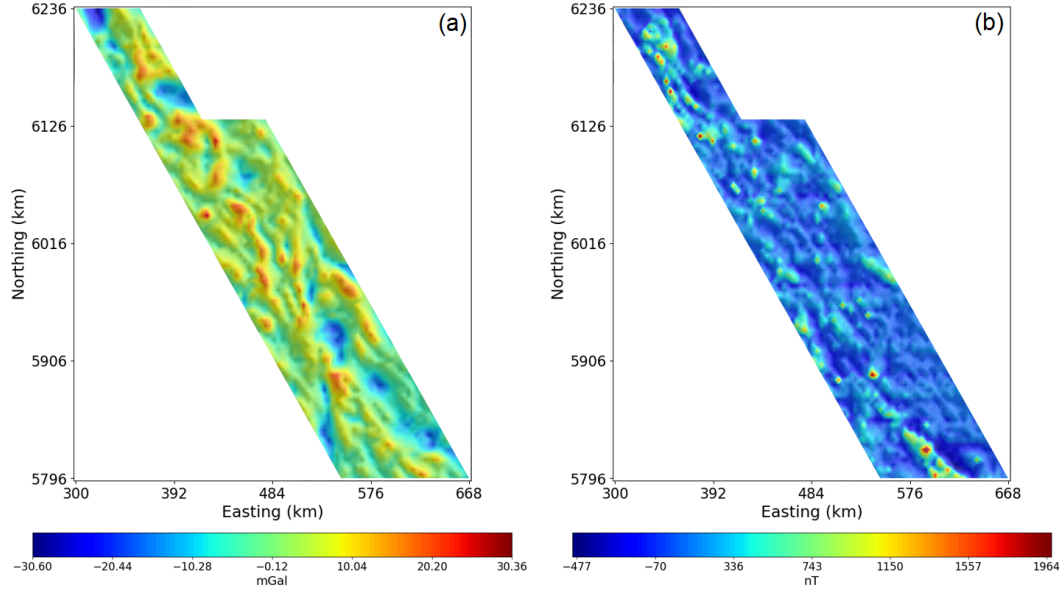 (a)
6236
6126
6016
5906
5796
Northing (km)
300 392 484 576 668
Easting (km)
−30.60 −20.44 −10.28 −0.12 10.04 20.20 30.36
mGal
(b)
6236
6126
6016
5906
5796
Northing (km)
300 392 484 576 668
Easting (km)
−477 −70 336 743 1150 1557 1964
nT